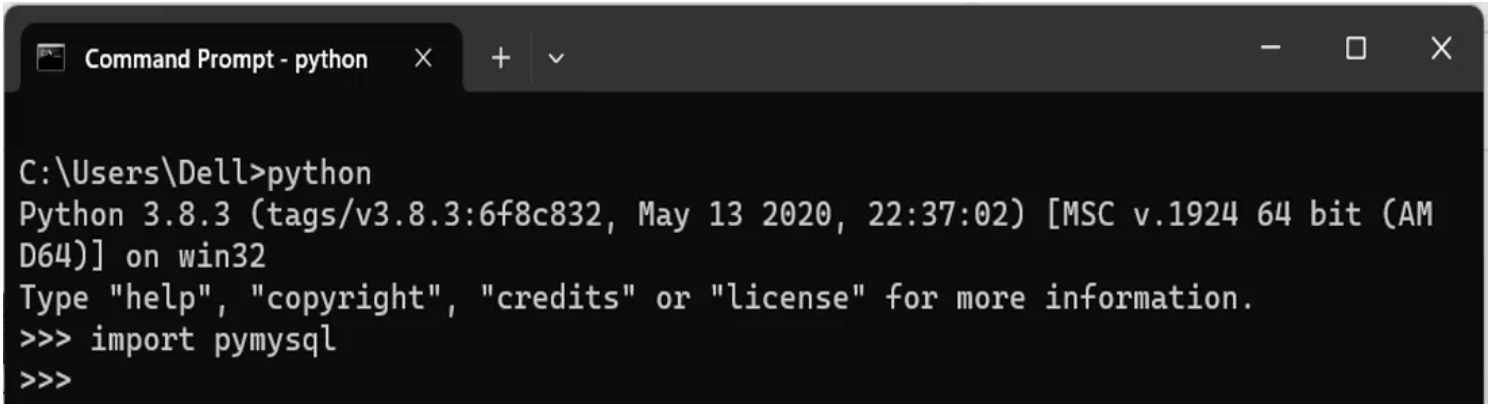 Command Prompt - python
C:\Users\Dell>python
Python 3.8.3 (tags/v3.8.3:6f8c832, May 13 2020, 22:37:02) [MSC v.1924 64 bit (AM
D64)] on win32
Type "help", "copyright", "credits" or "license" for more information.
>>> import pymysql
>>>